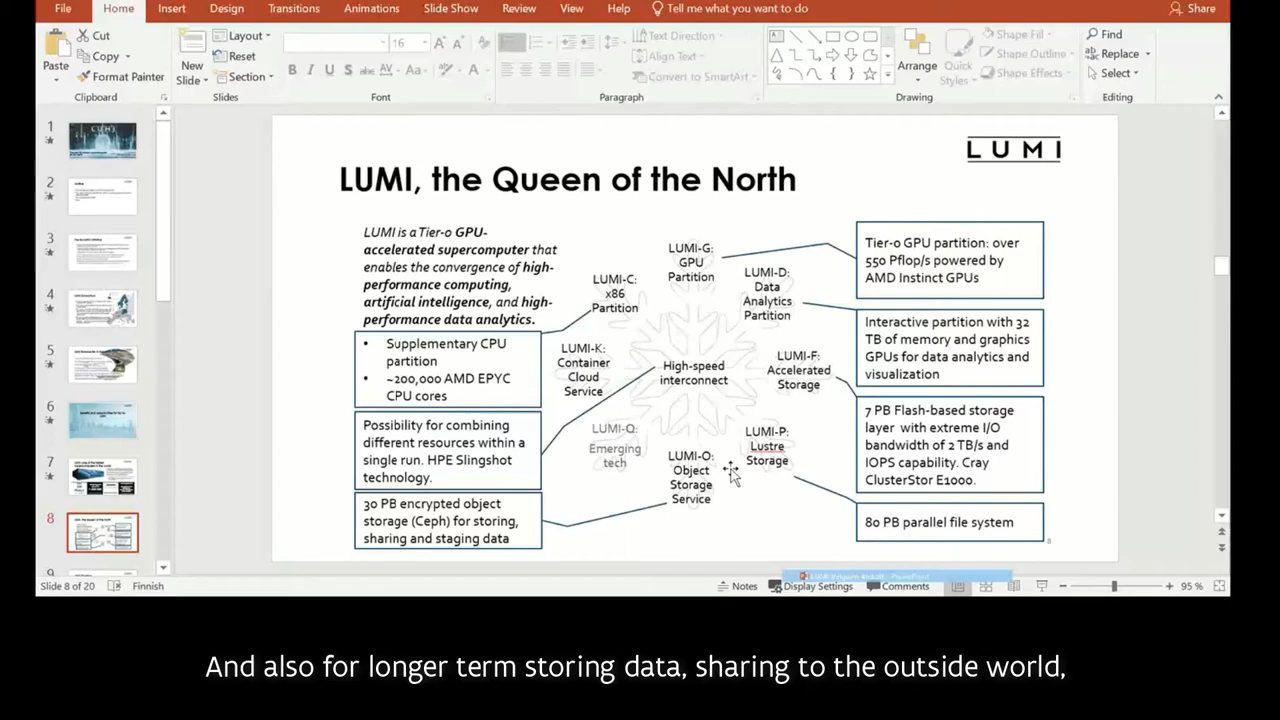 File Home Insert Design Transitions Animations Slide Show Review View Help Tell me what you want to do Share
Cut
Copy
Format Painter
Paste
Clipboard
New Slide
Layout
Reset
Section
Slides
16
Font
Text Direction
Align Text
Convert to SmartArt
Paragraph
Arrange
Quick Styles
Shape Fill
Shape Outline
Shape Effects
Drawing
Find
Replace
Select
Editing
1
2
3
4
5
6
7
8
9
LUMI
LUMI, the Queen of the North
LUMI is a Tier-0 GPU-
accelerated supercomputer that
enables the convergence of high-
performance computing,
artificial intelligence, and high-
performance data analytics.
• Supplementary CPU
partition
• ~200,000 AMD EPYC
CPU cores
Possibility for combining
different resources within a
single run. HPE Slingshot
technology.
30 PB encrypted object
storage (Ceph) for storing,
sharing and staging data
LUMI-G:
GPU
Partition
LUMI-C:
x86
Partition
LUMI-D:
Data
Analytics
Partition
LUMI-K:
Container
Cloud
Service
High-speed
interconnect
LUMI-F:
Accelerated
Storage
LUMI-Q:
Emerging
tech
LUMI-P:
Lustre
Storage
LUMI-O:
Object
Storage
Service
Tier-0 GPU partition: over
550 Pflop/s powered by
AMD Instinct GPUs
Interactive partition with 32
TB of memory and graphics
GPUs for data analytics and
visualization
7 PB Flash-based storage
layer with extreme I/O
bandwidth of 2 TB/s and
IOPS capability. Cray
ClusterStor E1000.
80 PB parallel file system
8
Slide 8 of 20 Finnish Notes Display Settings Comments 95 %
And also for longer term storing data, sharing to the outside world,